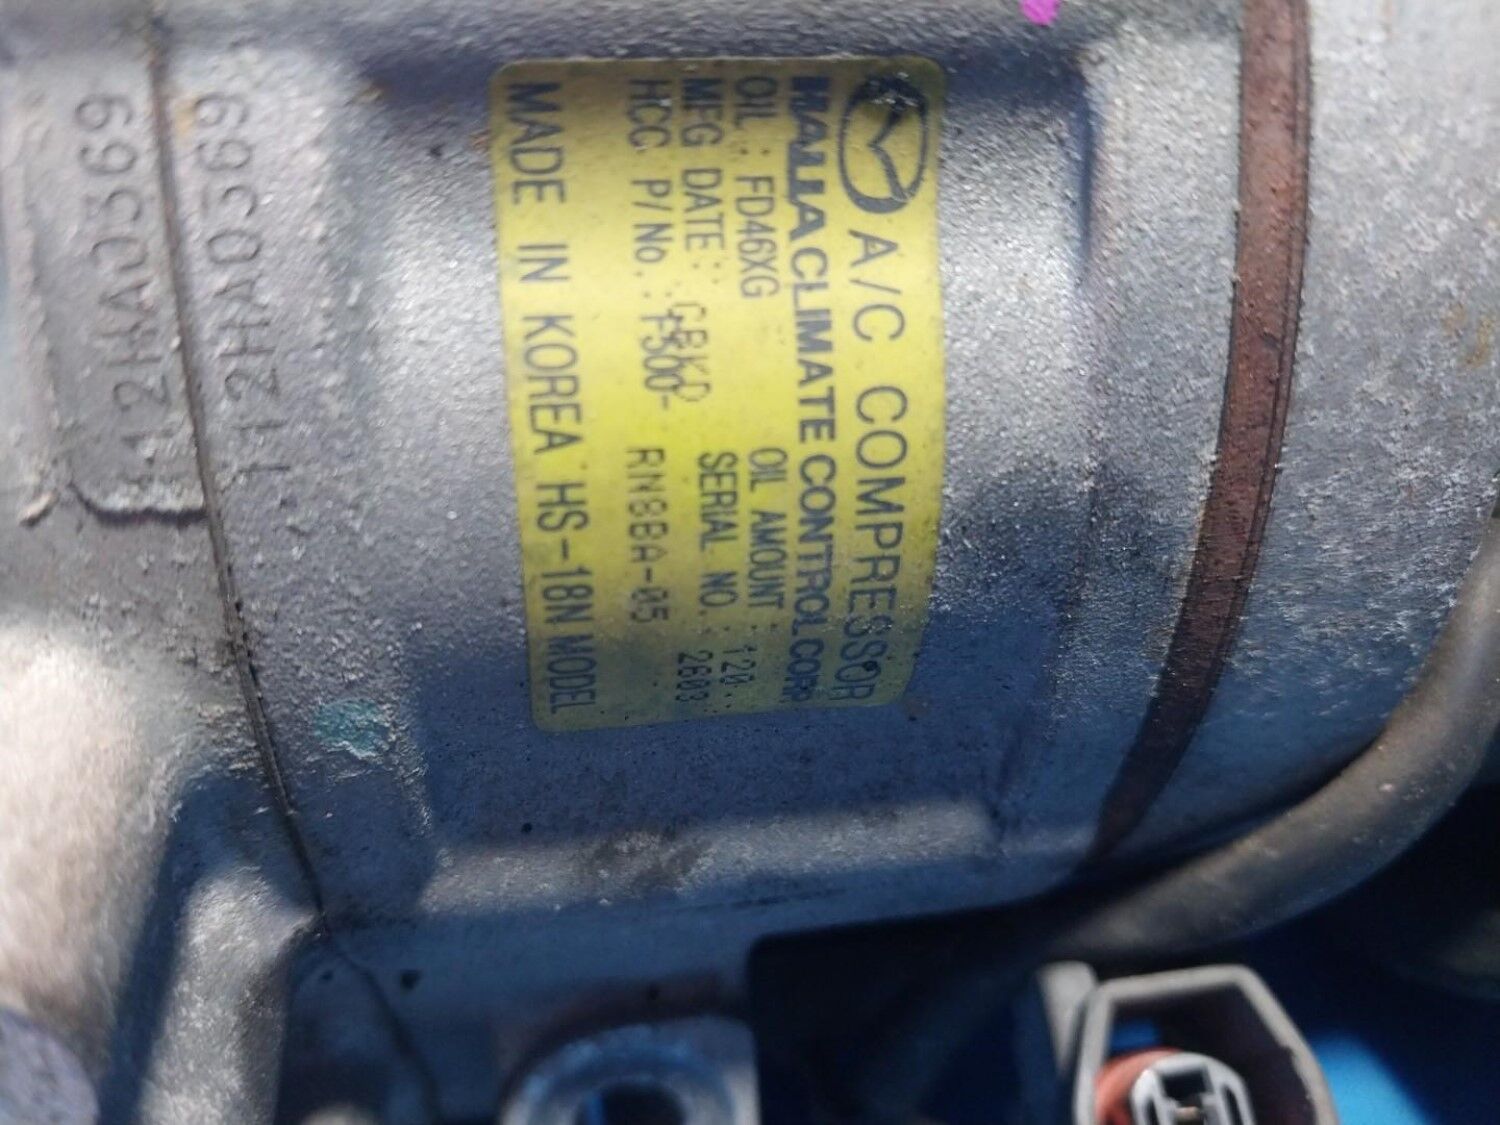 A/C COMPRESSOR
HALLA CLIMATE CONTROL CORP
OIL : FD46XG OIL AMOUNT : 120
MFG DATE : SERIAL NO. : 2603
HCC P/No. : F500- RN8BA-05
MADE IN KOREA HS-18N MODEL